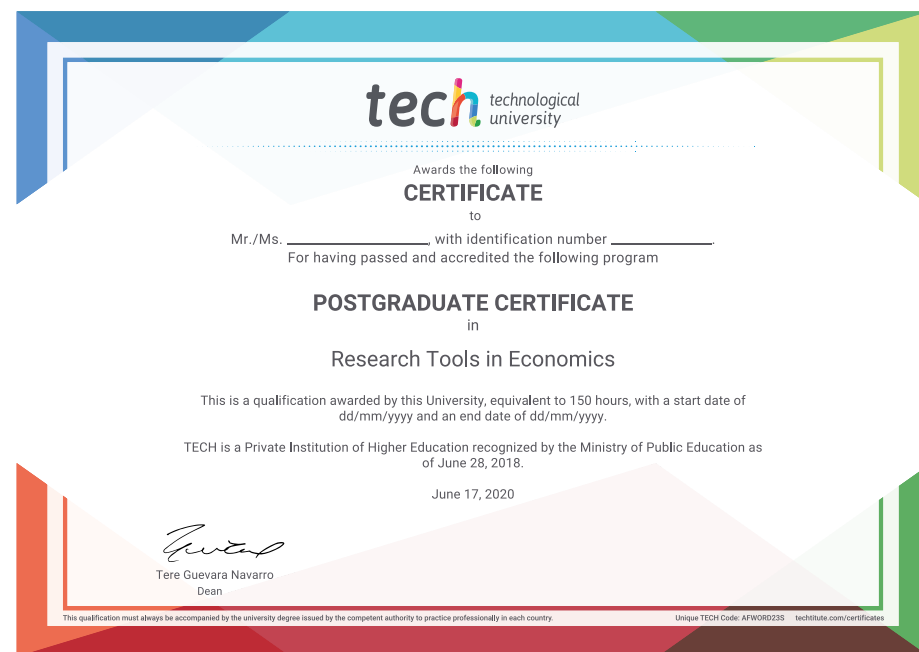 tech technological
university
Awards the following
CERTIFICATE
to
Mr./Ms. ____________________, with identification number ______________.
For having passed and accredited the following program
POSTGRADUATE CERTIFICATE
in
Research Tools in Economics
This is a qualification awarded by this University, equivalent to 150 hours, with a start date of
dd/mm/yyyy and an end date of dd/mm/yyyy.
TECH is a Private Institution of Higher Education recognized by the Ministry of Public Education as
of June 28, 2018.
June 17, 2020
Tere Guevara Navarro
Dean
This qualification must always be accompanied by the university degree issued by the competent authority to practice professionally in each country. Unique TECH Code: AFWORD23S techtitute.com/certificates